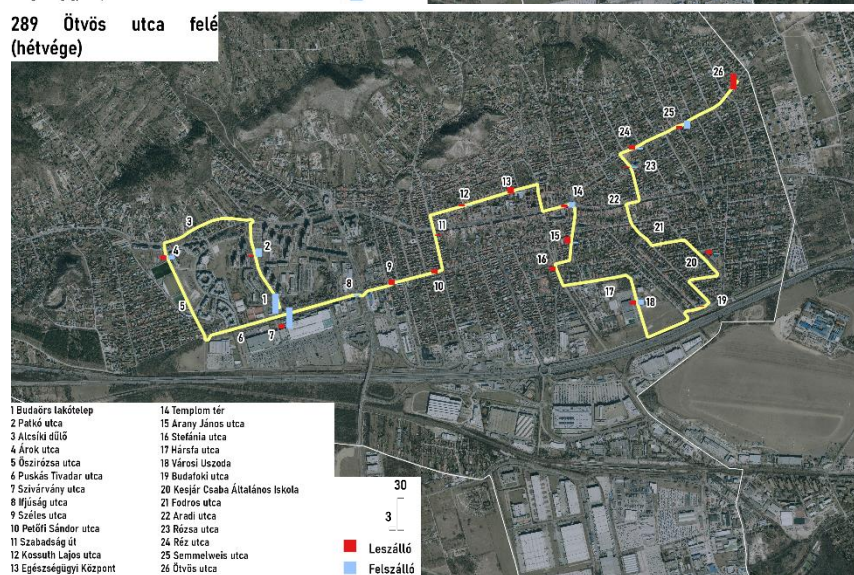 289 Ötvös utca felé
(hétvége)
26
25
24
23
22
21
20
19
18
17
16
15
14
13
12
11
10
9
8
7
6
5
4
3
2
1
1 Budaörs lakótelep
2 Patkó utca
3 Alcsíki dűlő
4 Árok utca
5 Őszirózsa utca
6 Puskás Tivadar utca
7 Szivárvány utca
8 Ifjúság utca
9 Széles utca
10 Petőfi Sándor utca
11 Szabadság út
12 Kossuth Lajos utca
13 Egészségügyi Központ
14 Templom tér
15 Arany János utca
16 Stefánia utca
17 Hársfa utca
18 Városi Uszoda
19 Budafoki utca
20 Kesjár Csaba Általános Iskola
21 Fodros utca
22 Aradi utca
23 Rózsa utca
24 Réz utca
25 Semmelweis utca
26 Ötvös utca
30
3
Leszálló
Felszálló